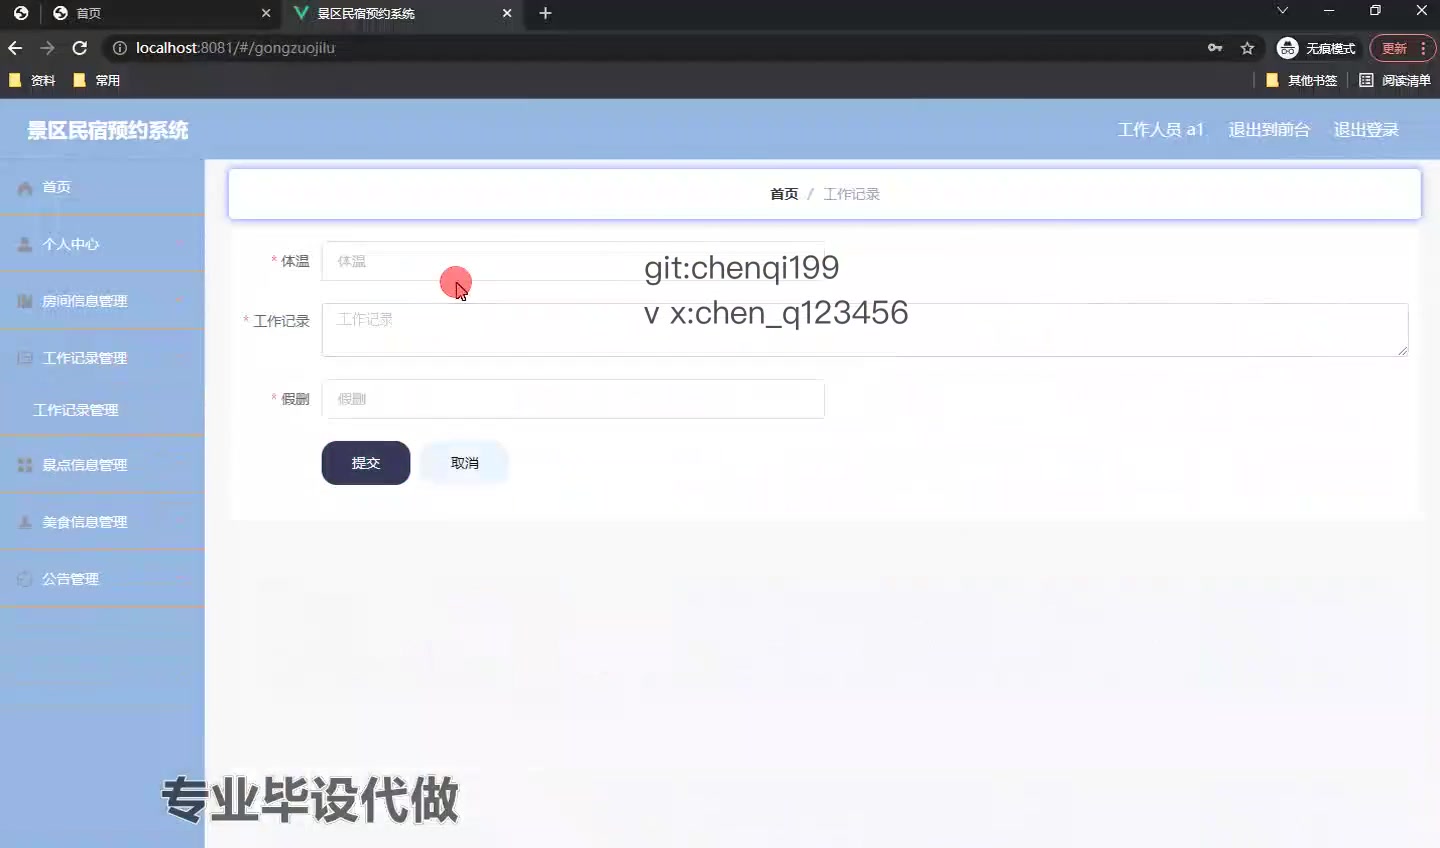 首页
景区民宿预约系统
localhost:8081/#/gongzuojilu
无痕模式
更新
资料
常用
其他书签
阅读清单
景区民宿预约系统
工作人员 a1
退出到前台
退出登录
首页
个人中心
房间信息管理
工作记录管理
工作记录管理
景点信息管理
美食信息管理
公告管理
首页 / 工作记录
* 体温
体温
* 工作记录
工作记录
* 假删
假删
提交
取消
git:chenqi199
v x:chen_q123456
专业毕设代做